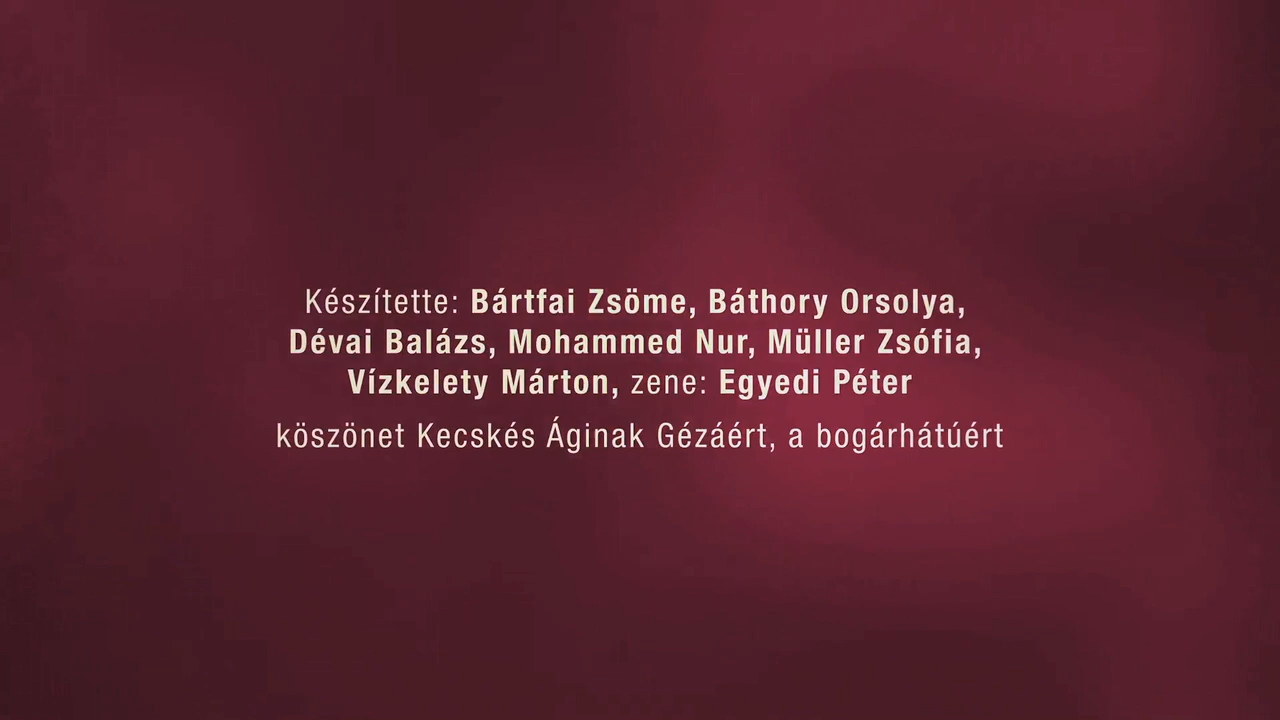 Készítette: Bártfai Zsöme, Báthory Orsolya,
Dévai Balázs, Mohammed Nur, Müller Zsófia,
Vízkelety Márton, zene: Egyedi Péter
köszönet Kecskés Áginak Gézáért, a bogárhátúért